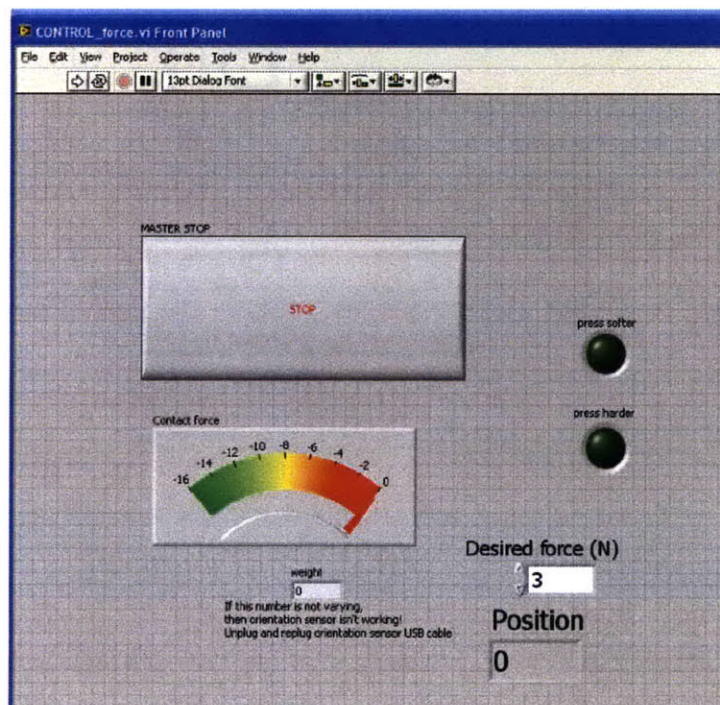 CONTROL_force.vi Front Panel
File Edit View Project Operate Tools Window Help
13pt Dialog Font
MASTER STOP
STOP
press softer
press harder
Contact force
-16 -14 -12 -10 -8 -6 -4 -2 0
Desired force (N)
3
weight
0
If this number is not varying,
then orientation sensor isn't working!
Unplug and replug orientation sensor USB cable
Position
0